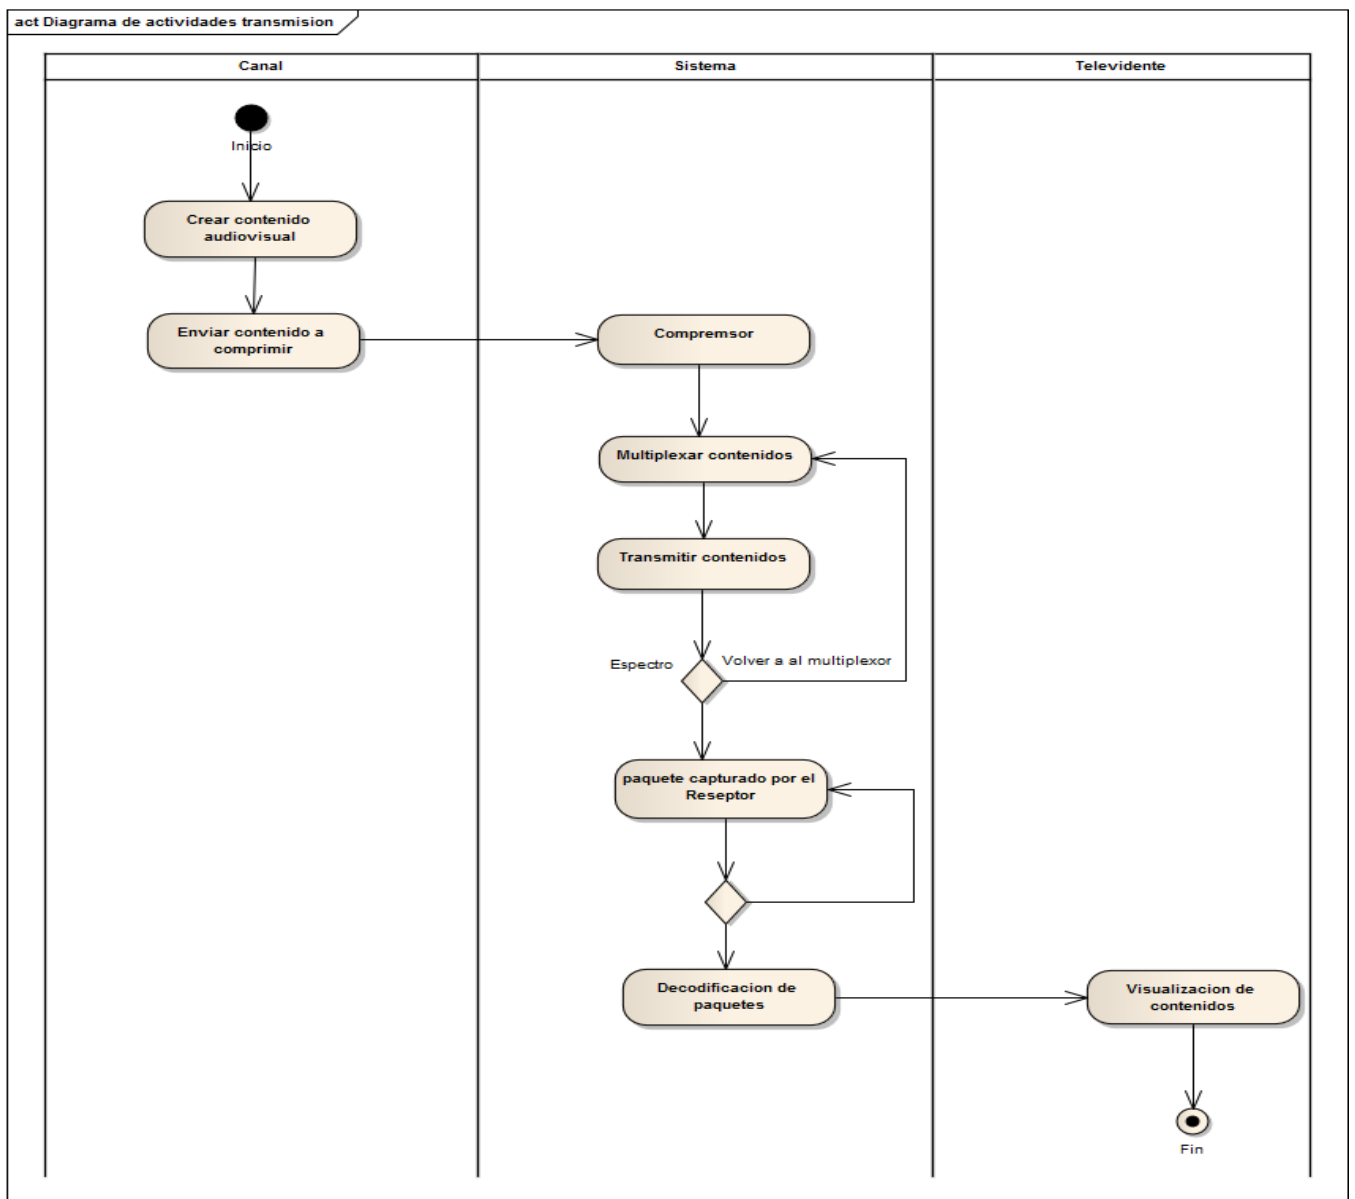 act Diagrama de actividades transmision
Canal
Sistema
Televidente
Inicio
Crear contenido
audiovisual
Enviar contenido a
comprimir
Compremsor
Multiplexar contenidos
Transmitir contenidos
Espectro
Volver a al multiplexor
paquete capturado por el
Reseptor
Decodificacion de
paquetes
Visualizacion de
contenidos
Fin